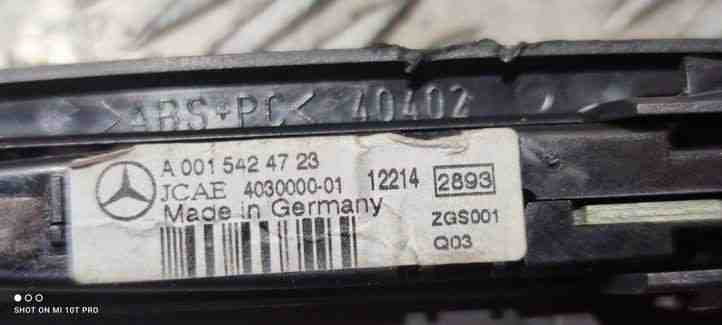 >ABS+PC< 40402
A 001 542 47 23
JCAE 4030000-01 12214 2893
Made in Germany
ZGS001
Q03
SHOT ON MI 10T PRO